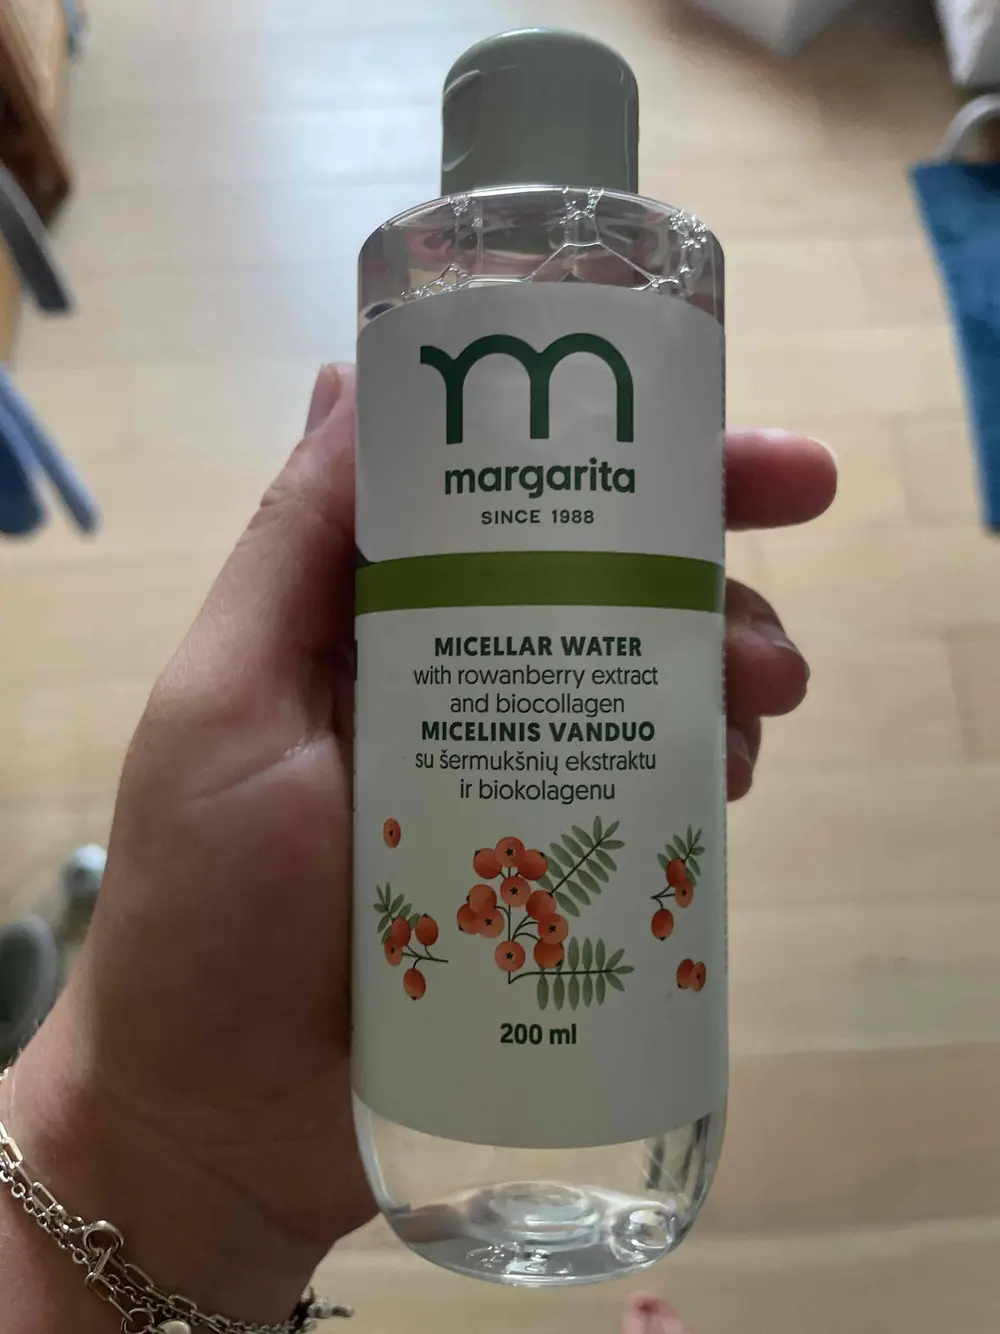 m
margarita
SINCE 1988
MICELLAR WATER
with rowanberry extract
and biocollagen
MICELINIS VANDUO
su šermukšnių ekstraktu
ir biokolagenu
200 ml